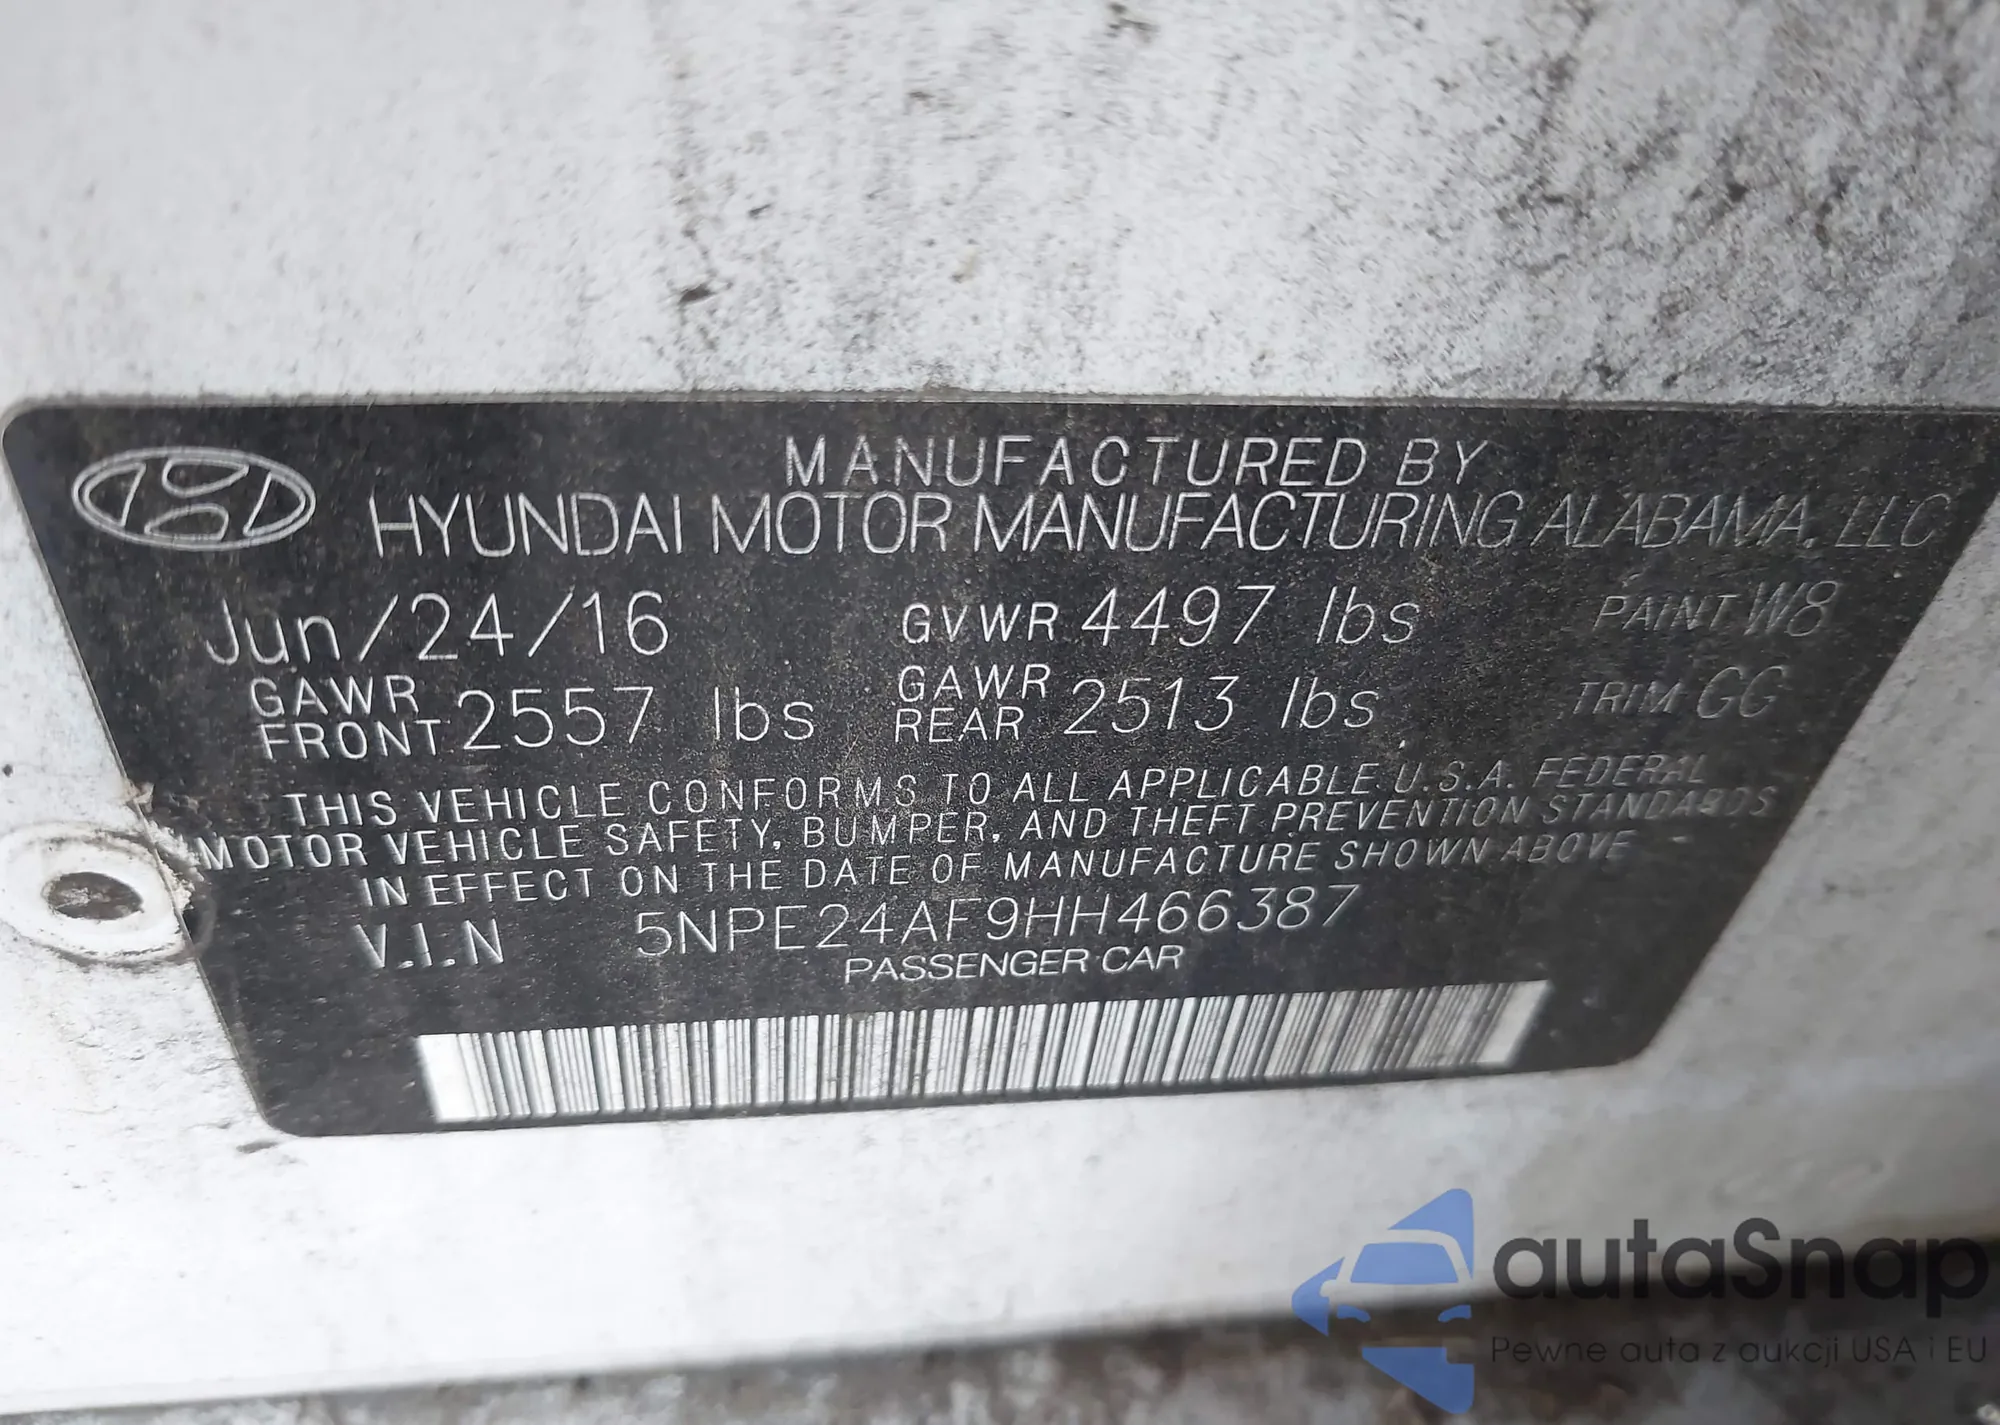 MANUFACTURED BY
HYUNDAI MOTOR MANUFACTURING ALABAMA, LLC
Jun/24/16 GVWR 4497 lbs PAINT W8
GAWR FRONT 2557 lbs GAWR REAR 2513 lbs TRIM GG
THIS VEHICLE CONFORMS TO ALL APPLICABLE U.S.A. FEDERAL
MOTOR VEHICLE SAFETY, BUMPER, AND THEFT PREVENTION STANDARDS
IN EFFECT ON THE DATE OF MANUFACTURE SHOWN ABOVE
V.I.N 5NPE24AF9HH466387
PASSENGER CAR
autaSnap
Pewne auta z aukcji USA i EU